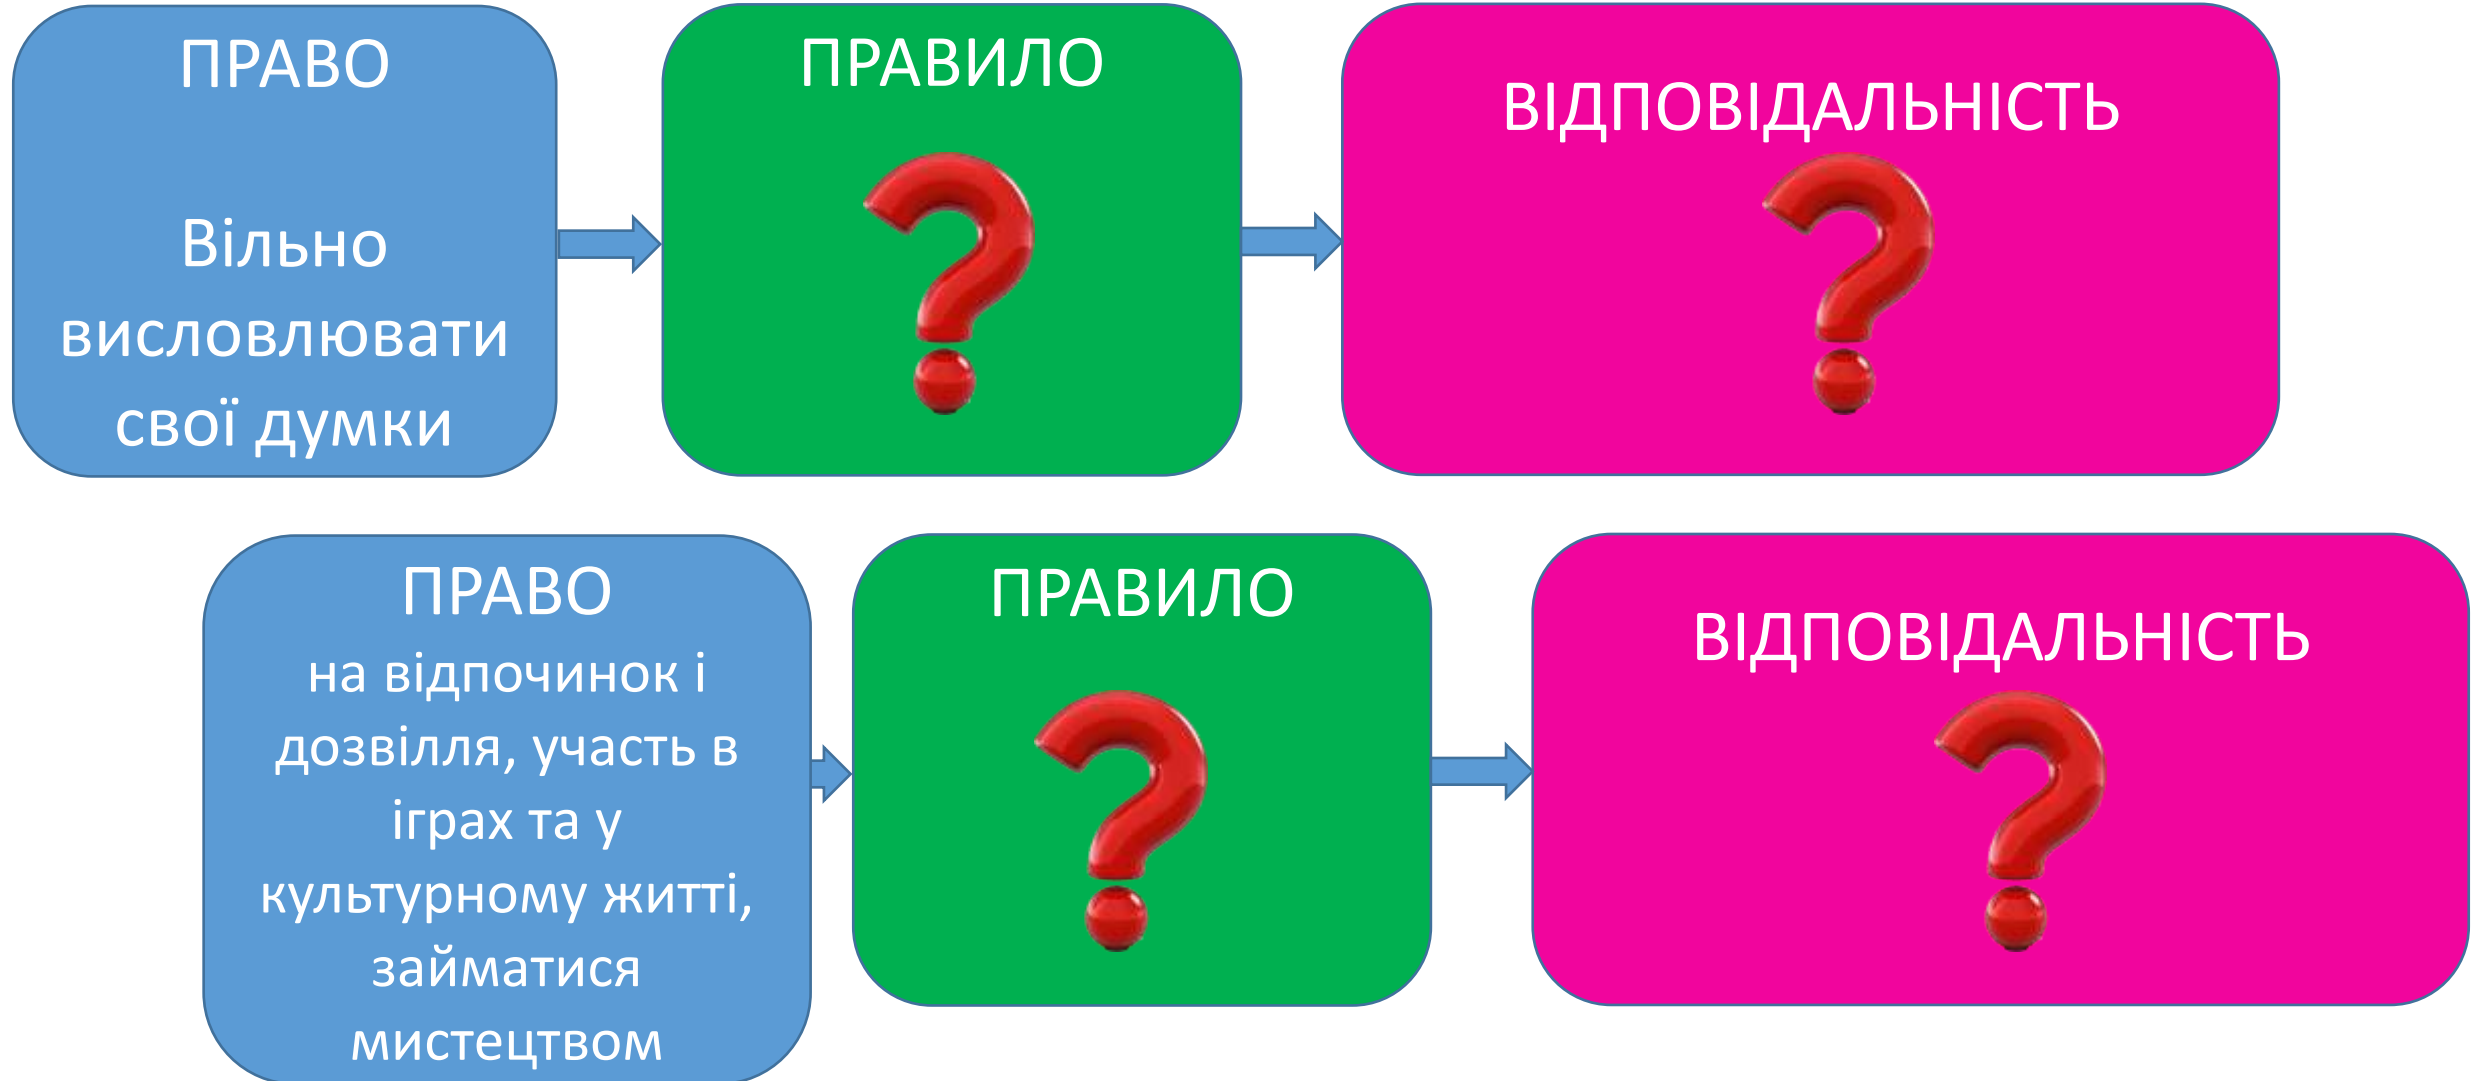 ПРАВО
Вільно
висловлювати
свої думки
ПРАВИЛО
ВІДПОВІДАЛЬНІСТЬ
ПРАВО
на відпочинок і
дозвілля, участь в
іграх та у
культурному житті,
займатися
мистецтвом
ПРАВИЛО
ВІДПОВІДАЛЬНІСТЬ